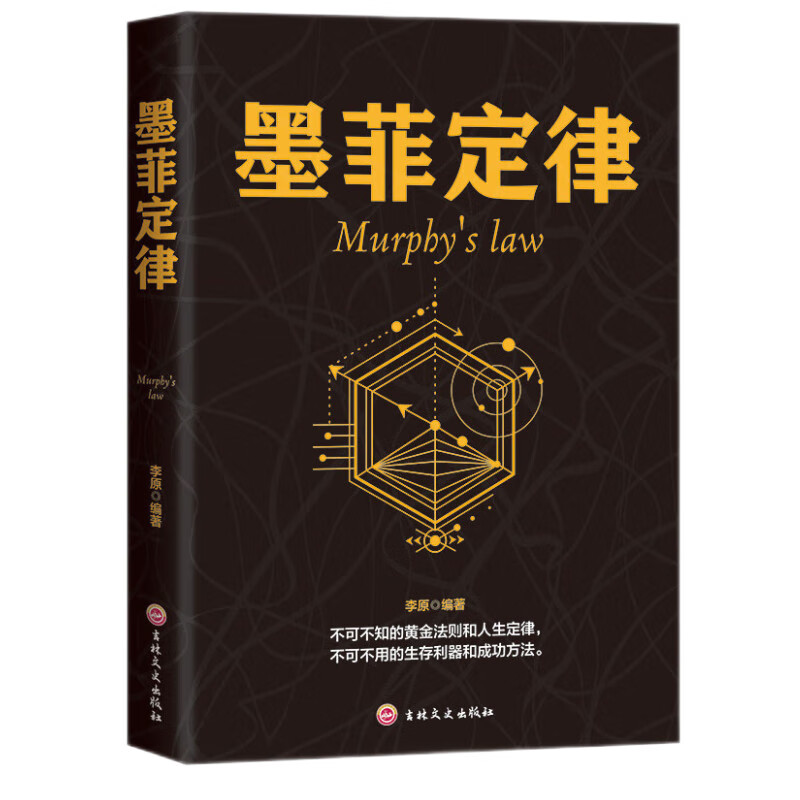 墨菲定律
Murphy's law
李原◎编著
不可不知的黄金法则和人生定律，
不可不用的生存利器和成功方法。
吉林文史出版社
墨菲定律
Murphy's
law
李原◎编著
吉林文史出版社